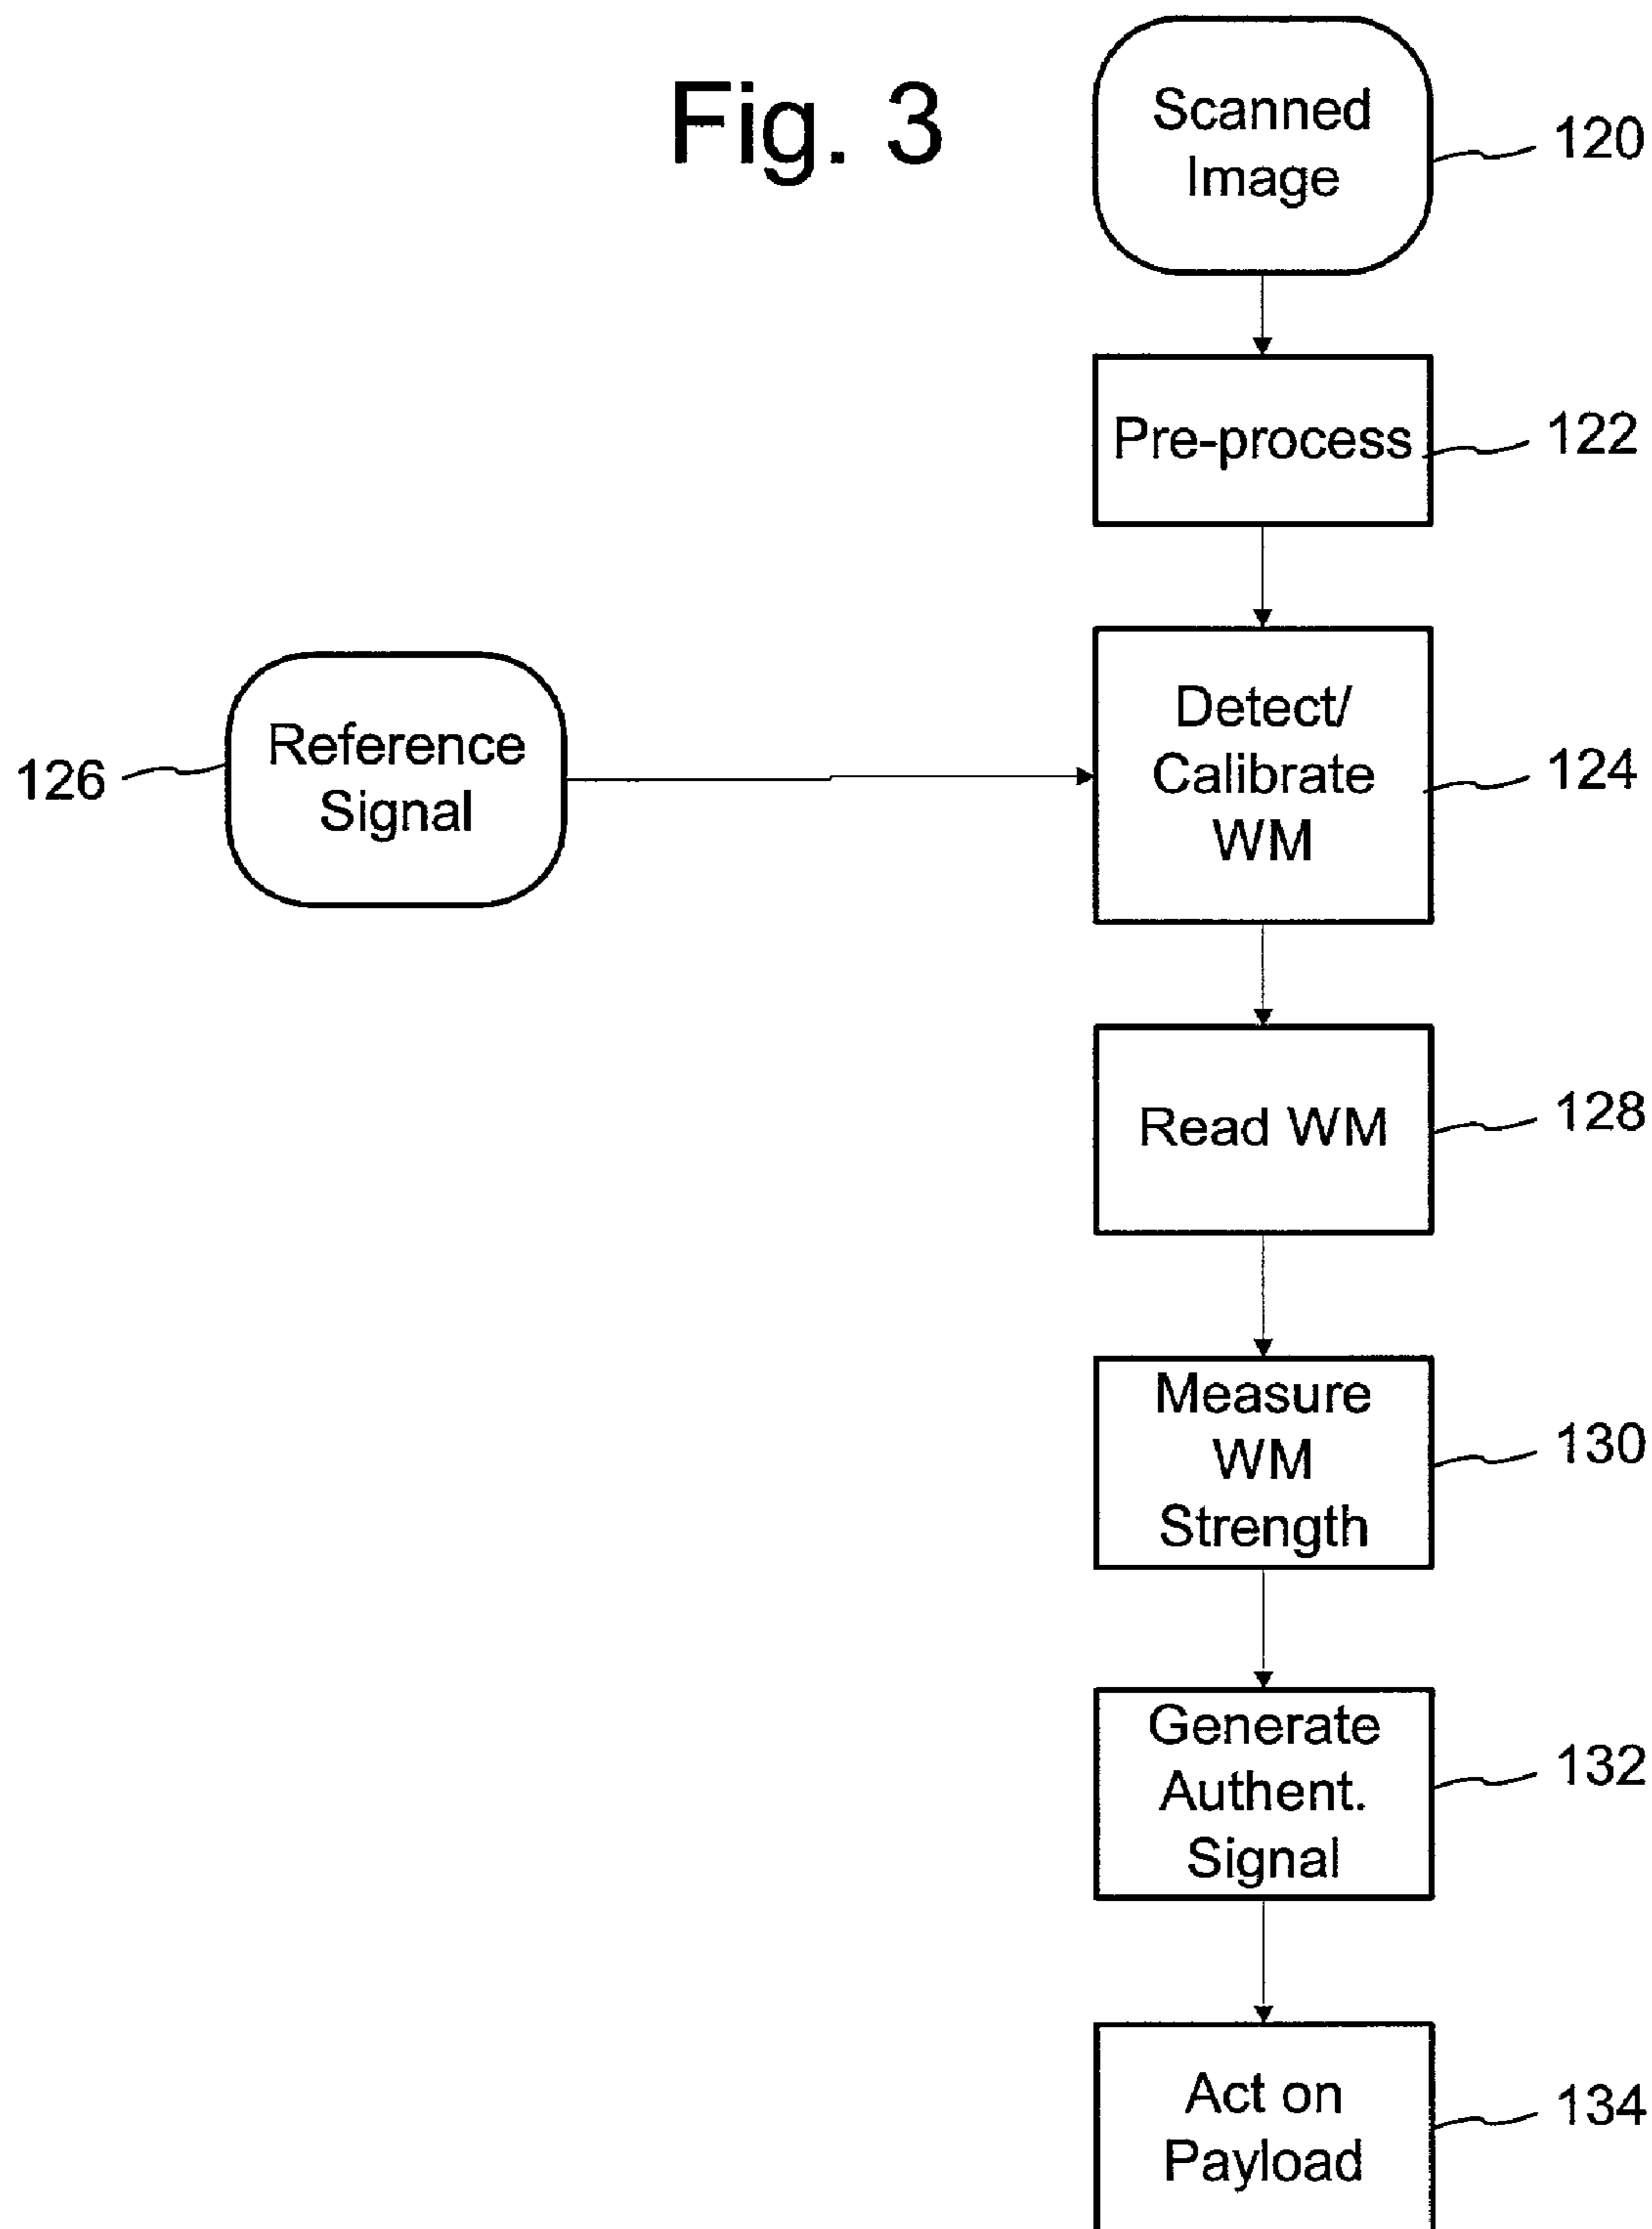 Fig. 3
Scanned
Image
120
Pre-process
122
Detect/
Calibrate
WM
124
Reference
Signal
126
Read WM
128
Measure
WM
Strength
130
Generate
Authent.
Signal
132
Act on
Payload
134